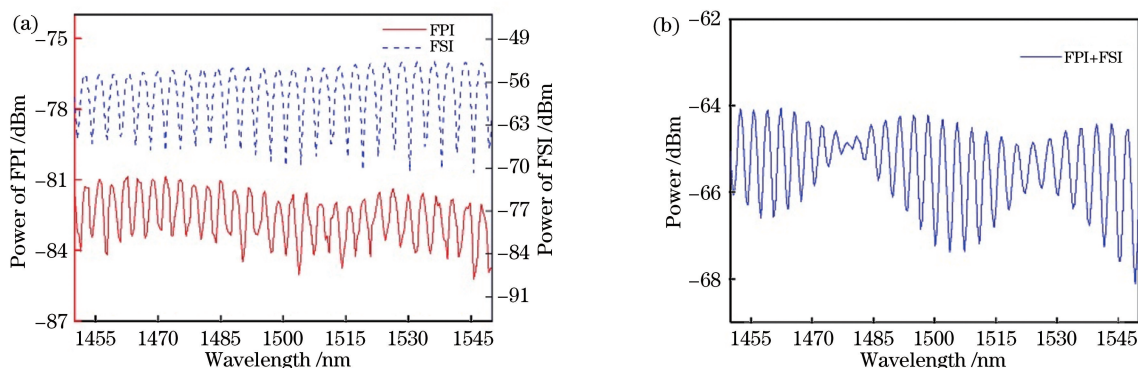 (a)
FPI
FSI
−75
−78
−81
−84
−87
Power of FPI /dBm
−49
−56
−63
−70
−77
−84
−91
Power of FSI /dBm
1455 1470 1485 1500 1515 1530 1545
Wavelength /nm
(b)
FPI+FSI
−62
−64
−66
−68
Power /dBm
1455 1470 1485 1500 1515 1530 1545
Wavelength /nm